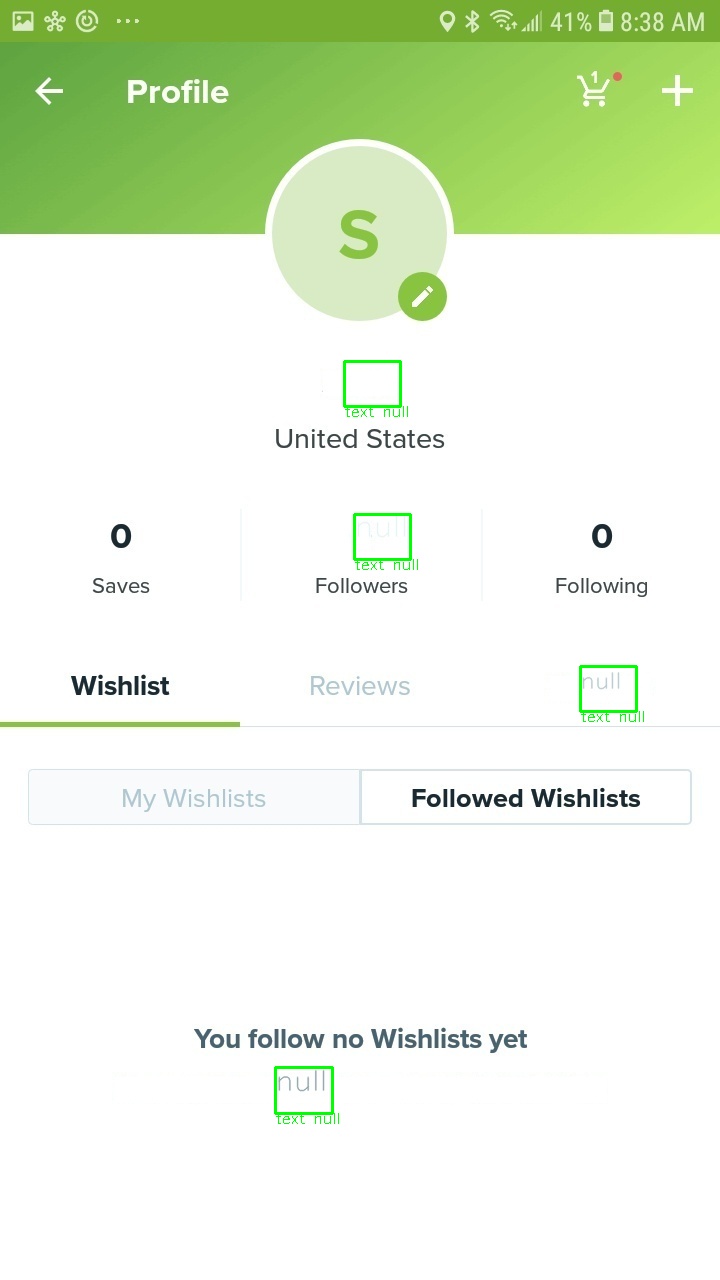 41% 8:38 AM
Profile
1
S
text null
United States
0 null 0
text null
Saves Followers Following
Wishlist Reviews null
text null
My Wishlists Followed Wishlists
You follow no Wishlists yet
null
text null